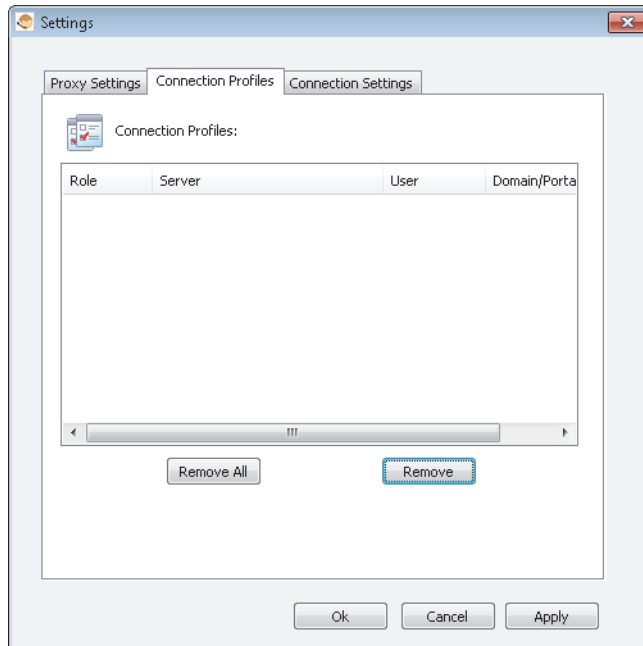 Settings
Proxy Settings Connection Profiles Connection Settings
Connection Profiles:
Role Server User Domain/Porta
Remove All Remove
Ok Cancel Apply